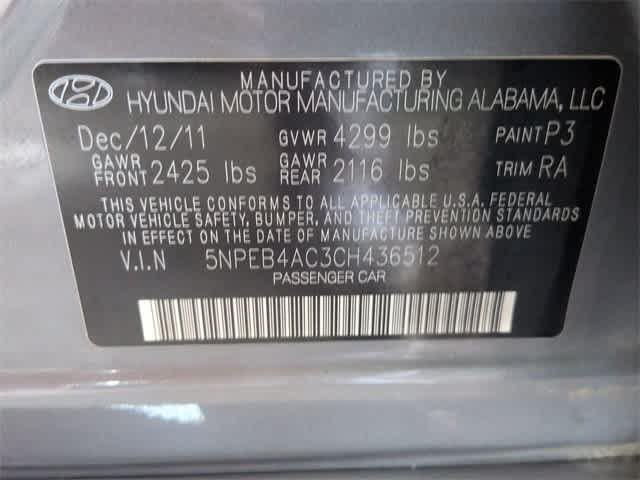 MANUFACTURED BY
HYUNDAI MOTOR MANUFACTURING ALABAMA, LLC
Dec/12/11 GVWR 4299 lbs PAINT P3
GAWR FRONT 2425 lbs GAWR REAR 2116 lbs TRIM RA
THIS VEHICLE CONFORMS TO ALL APPLICABLE U.S.A. FEDERAL
MOTOR VEHICLE SAFETY, BUMPER, AND THEFT PREVENTION STANDARDS
IN EFFECT ON THE DATE OF MANUFACTURE SHOWN ABOVE
V.I.N 5NPEB4AC3CH436512
PASSENGER CAR